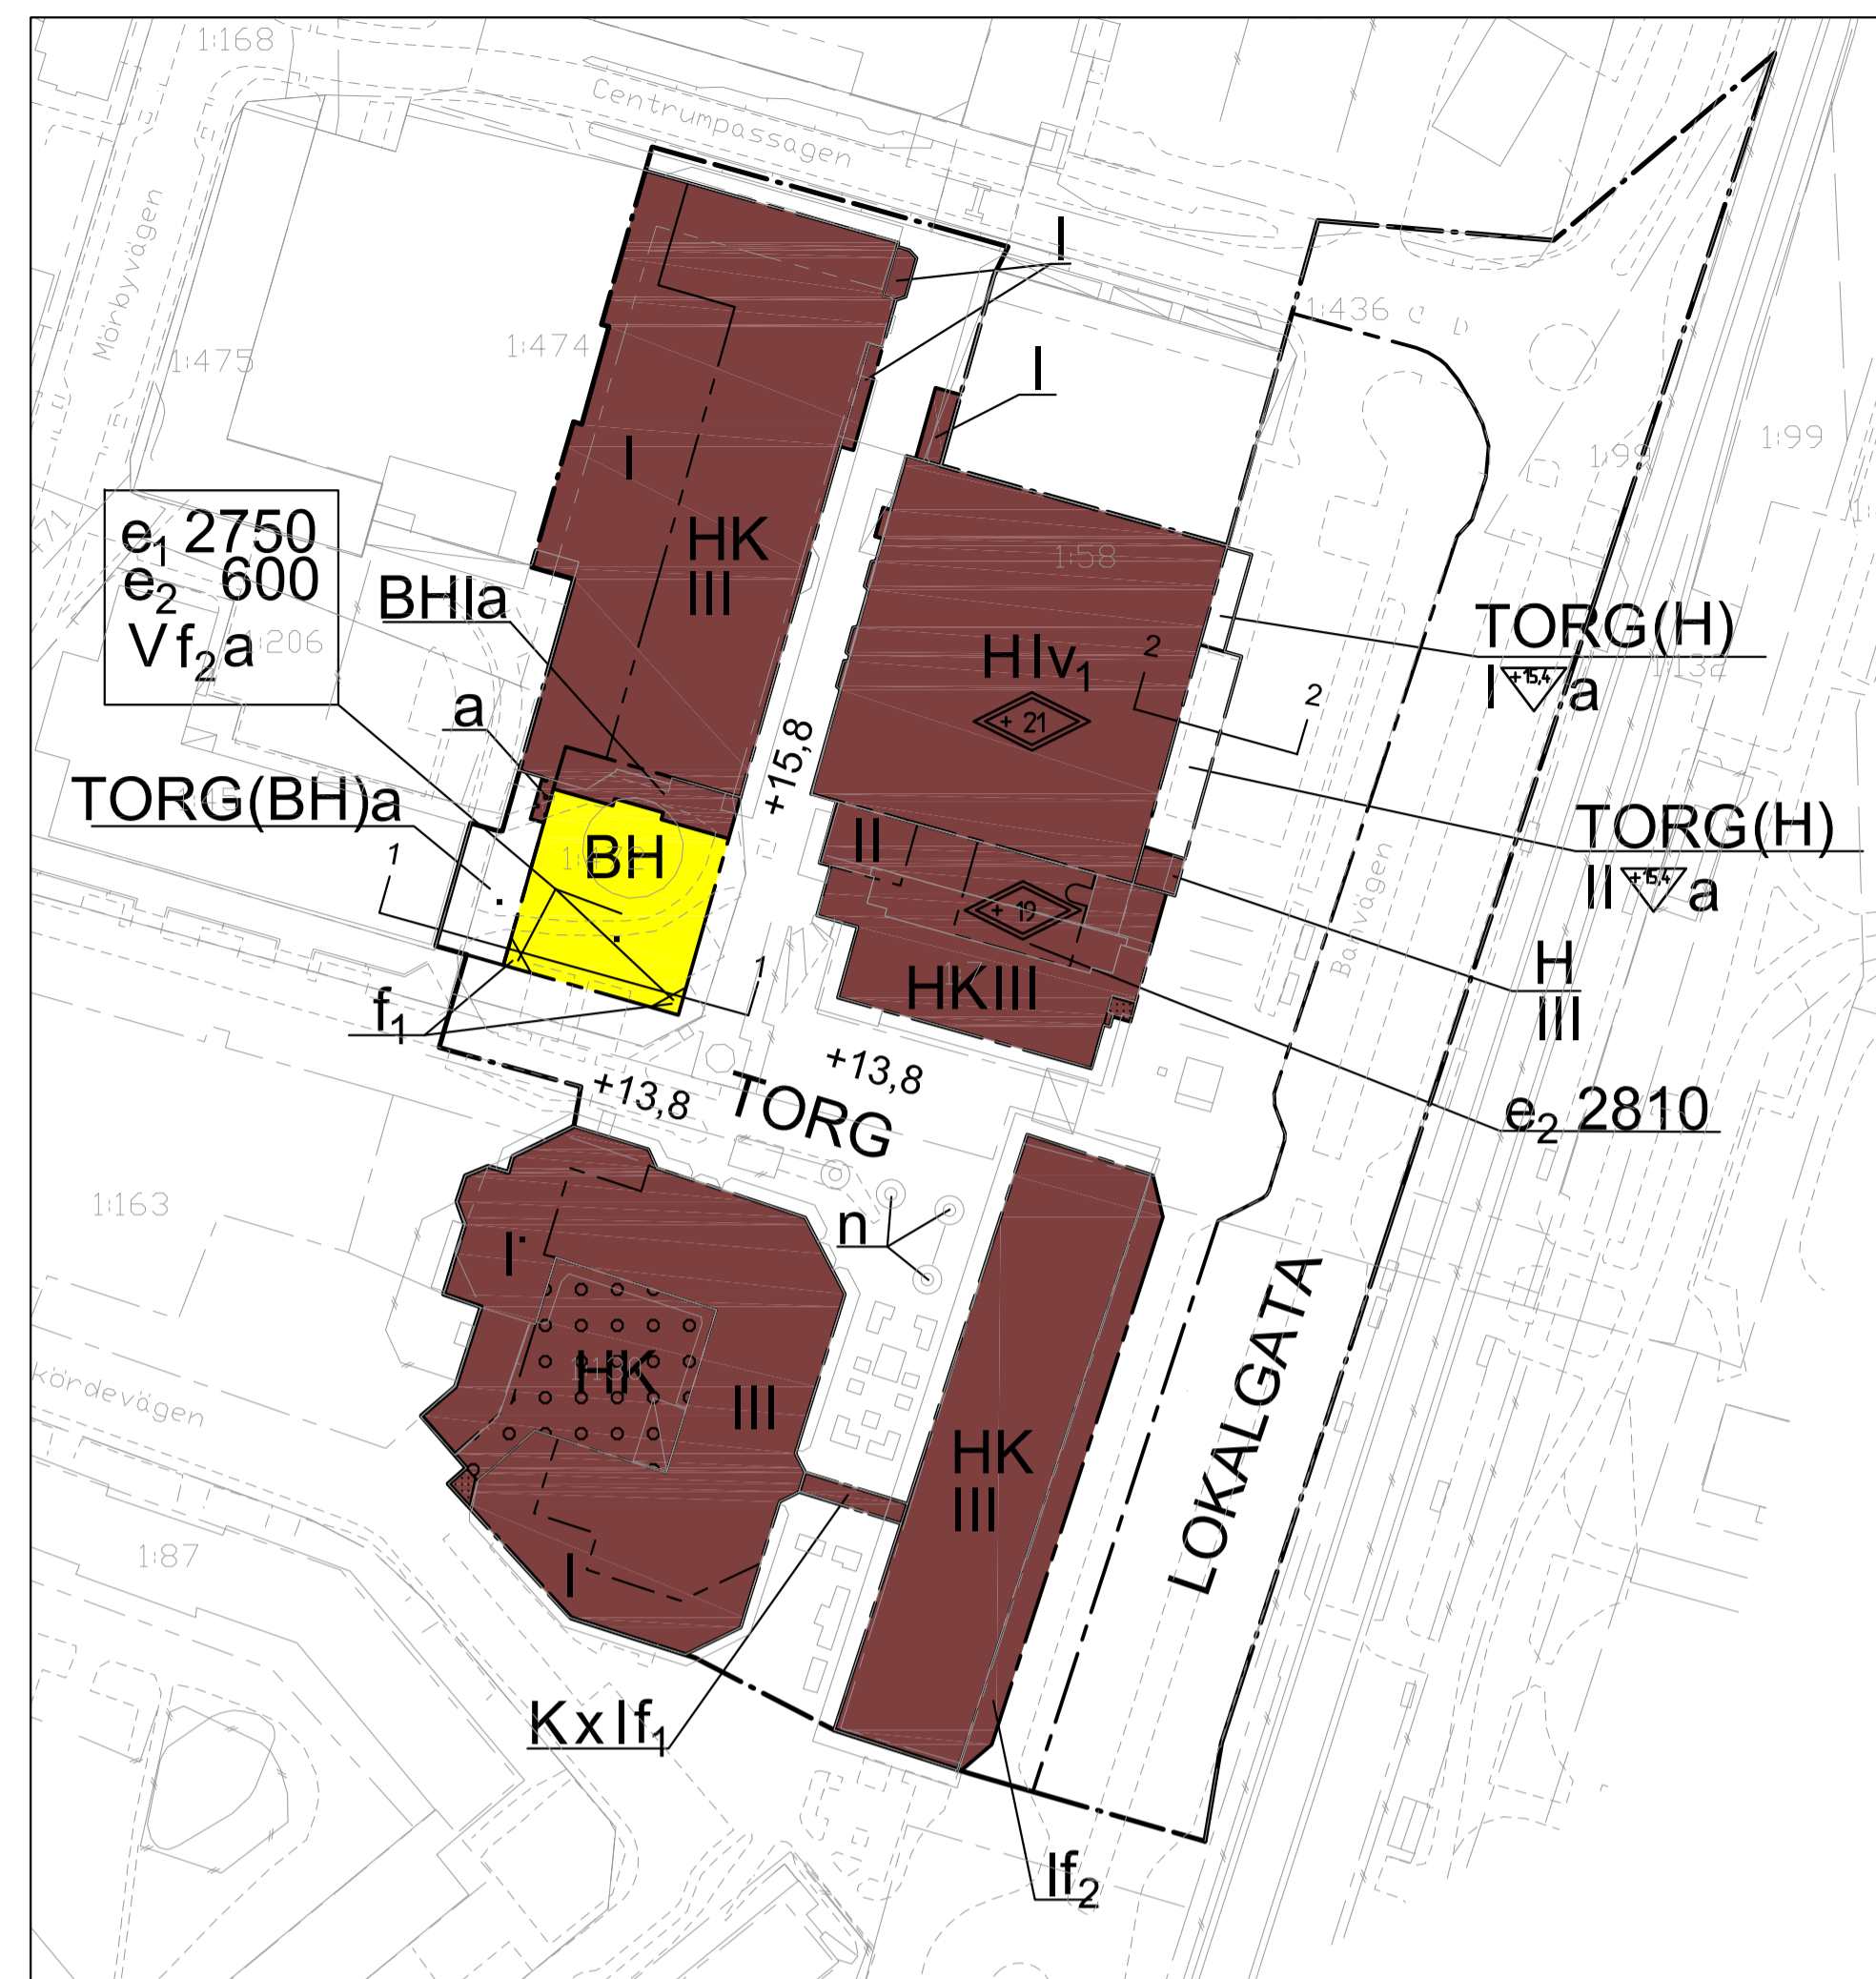 1:168
Centrumpassagen
Mörbyvägen
I
1:436
1:474
1:475
I
1:99
1:99
I
e1 2750
e2 600
V f2 a
HK
III
1:58
BHIa
1:206
TORG(H)
I +15,4 a
HIv1
2
2
+ 21
1:132
a
+15,8
TORG(BH)a
TORG(H)
II +15,4 a
II
BH
1
1
+ 19
Banvägen
H
III
HKIII
f1
+13,8
+13,8
TORG
e2 2810
1:163
n
I
LOKALGATA
HK
III
HK
III
1:87
I
KxIf1
If2